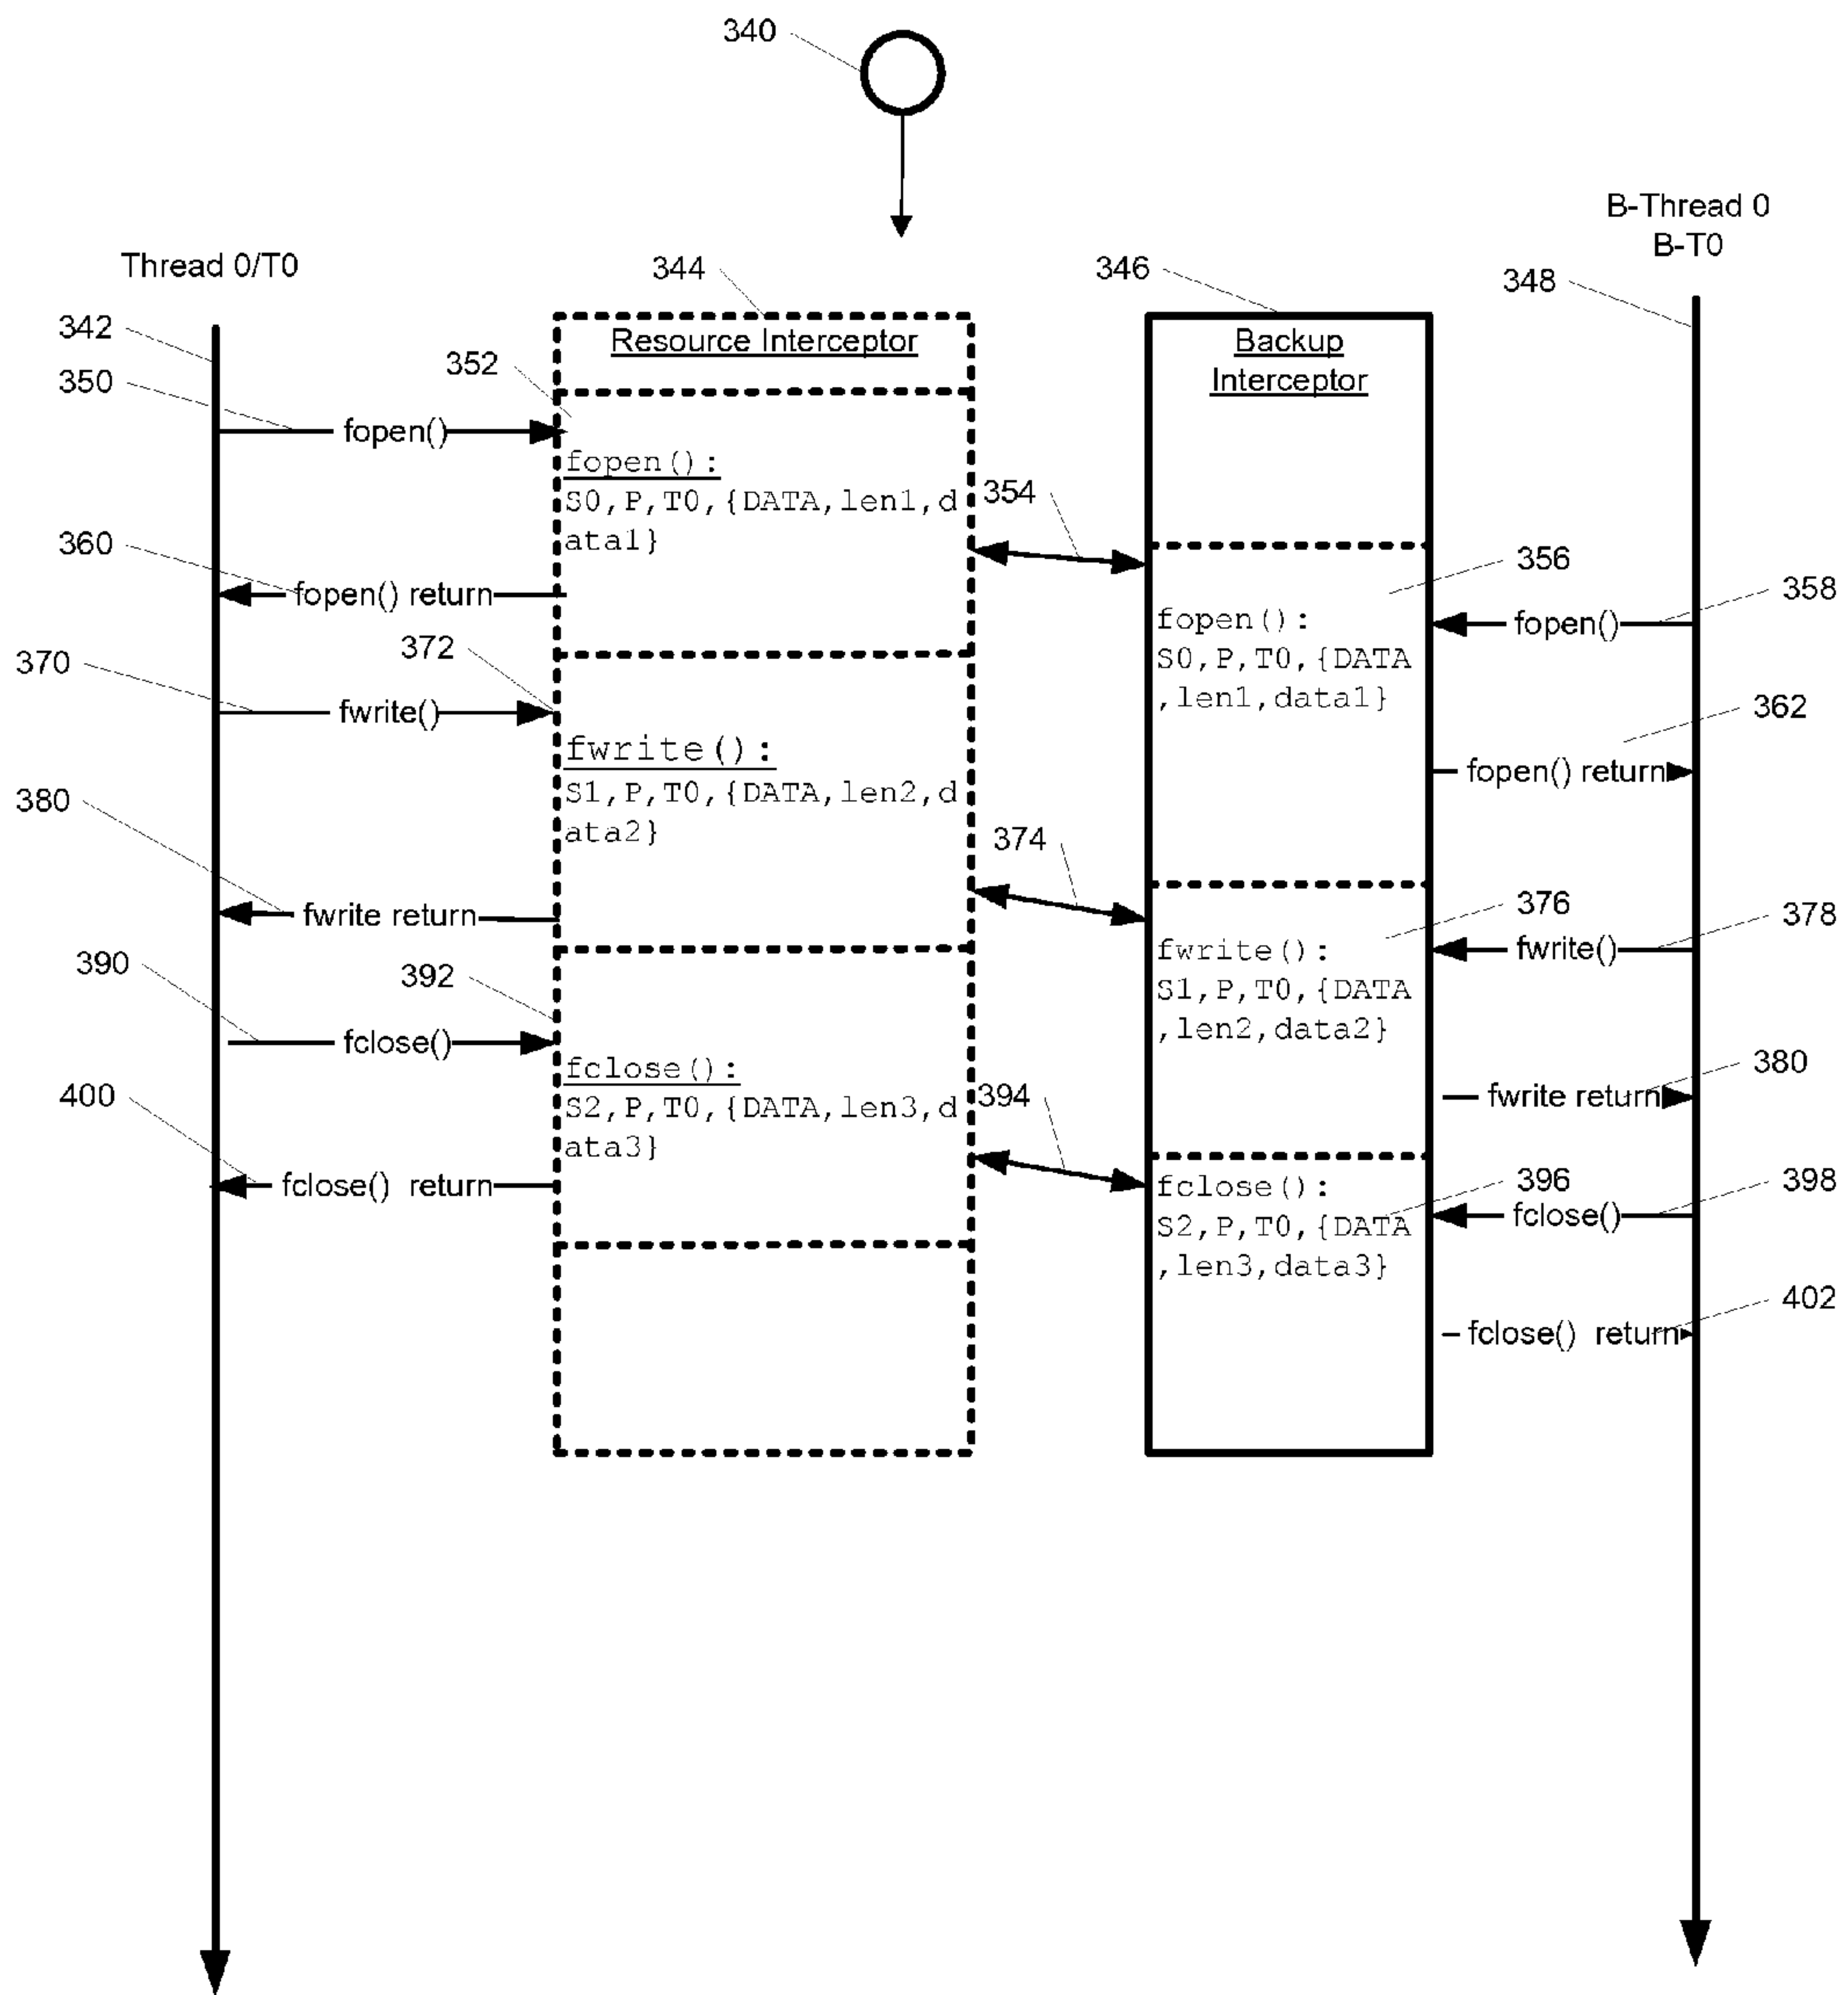 340
B-Thread 0
B-T0
Thread 0/T0
344
346
348
342
Resource Interceptor
Backup
Interceptor
352
350
fopen()
fopen():
S0,P,T0,{DATA,len1,d
ata1}
354
360
fopen() return
356
358
fopen():
S0,P,T0,{DATA
,len1,data1}
fopen()
372
370
fwrite()
362
fopen() return
fwrite():
S1,P,T0,{DATA,len2,d
ata2}
380
374
fwrite return
376
378
fwrite():
S1,P,T0,{DATA
,len2,data2}
fwrite()
390
392
fclose()
fclose():
S2,P,T0,{DATA,len3,d
ata3}
380
fwrite return
400
394
fclose() return
396
398
fclose():
S2,P,T0,{DATA
,len3,data3}
fclose()
402
fclose() return